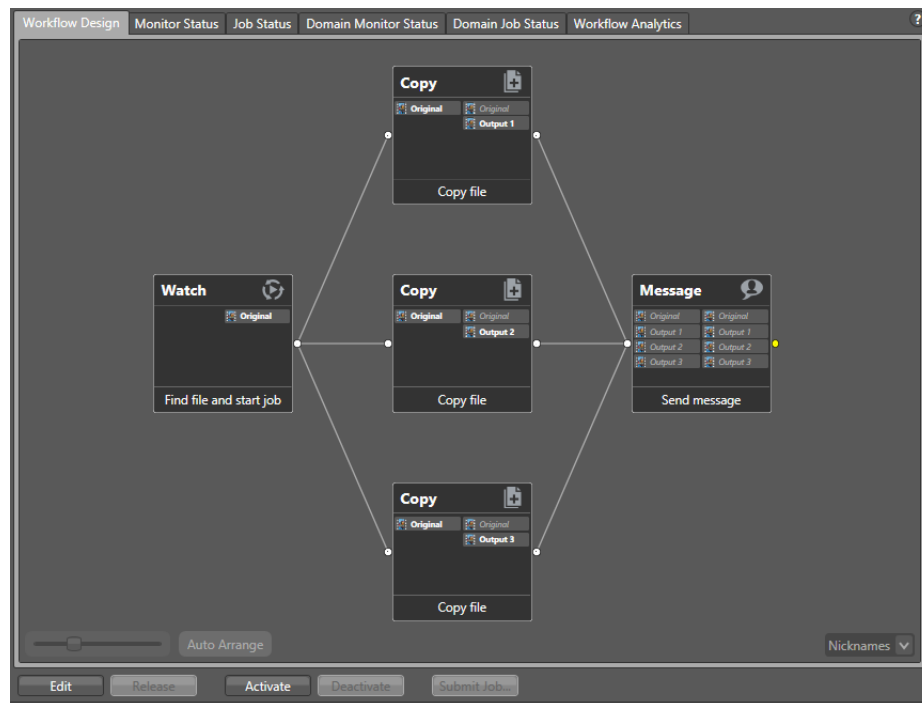 Workflow Design Monitor Status Job Status Domain Monitor Status Domain Job Status Workflow Analytics ?
Copy
Original Original
Output 1
Copy file
Watch
Original
Find file and start job
Copy
Original Original
Output 2
Copy file
Message
Original Original
Output 1 Output 1
Output 2 Output 2
Output 3 Output 3
Send message
Copy
Original Original
Output 3
Copy file
Auto Arrange
Nicknames
Edit Release Activate Deactivate Submit Job...